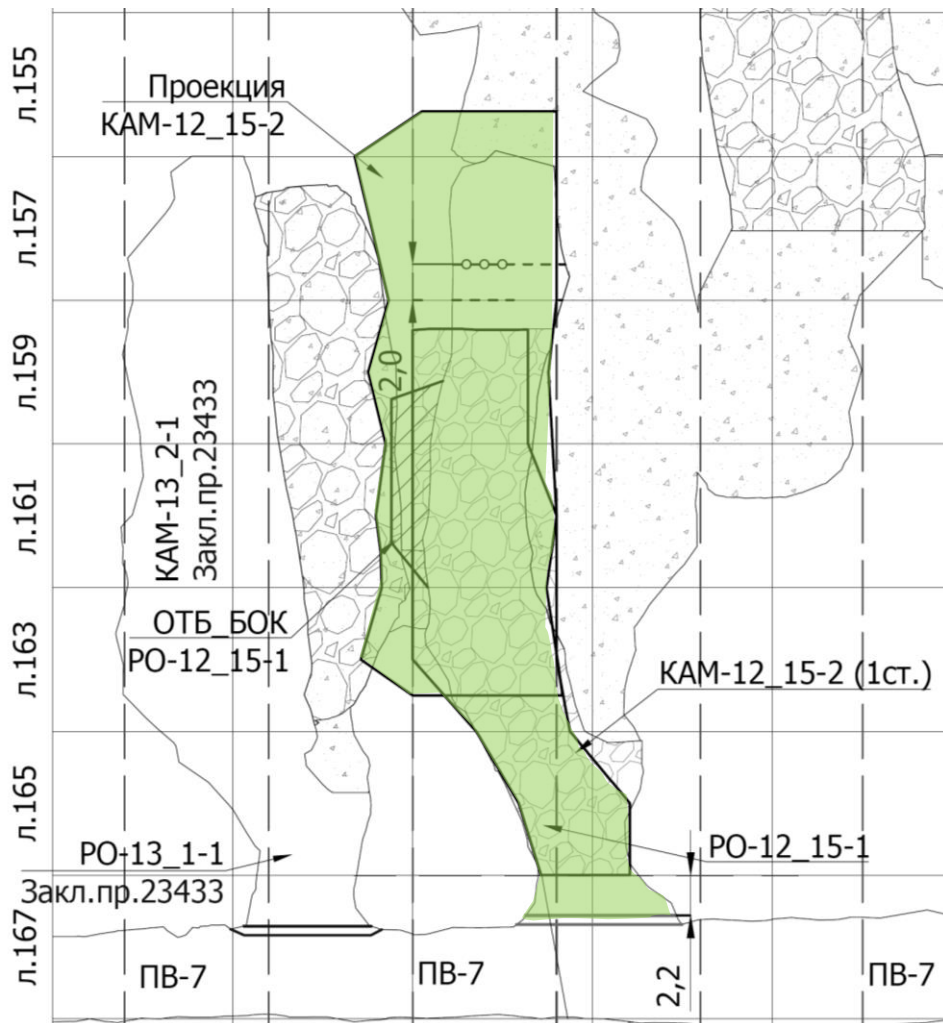 л.155
Проекция
КАМ-12_15-2
л.157
л.159
2,0
КАМ-13_2-1
Закл.пр.23433
л.161
ОТБ_БОК
РО-12_15-1
л.163
КАМ-12_15-2 (1ст.)
л.165
РО-13_1-1
Закл.пр.23433
РО-12_15-1
л.167
ПВ-7
ПВ-7
2,2
ПВ-7